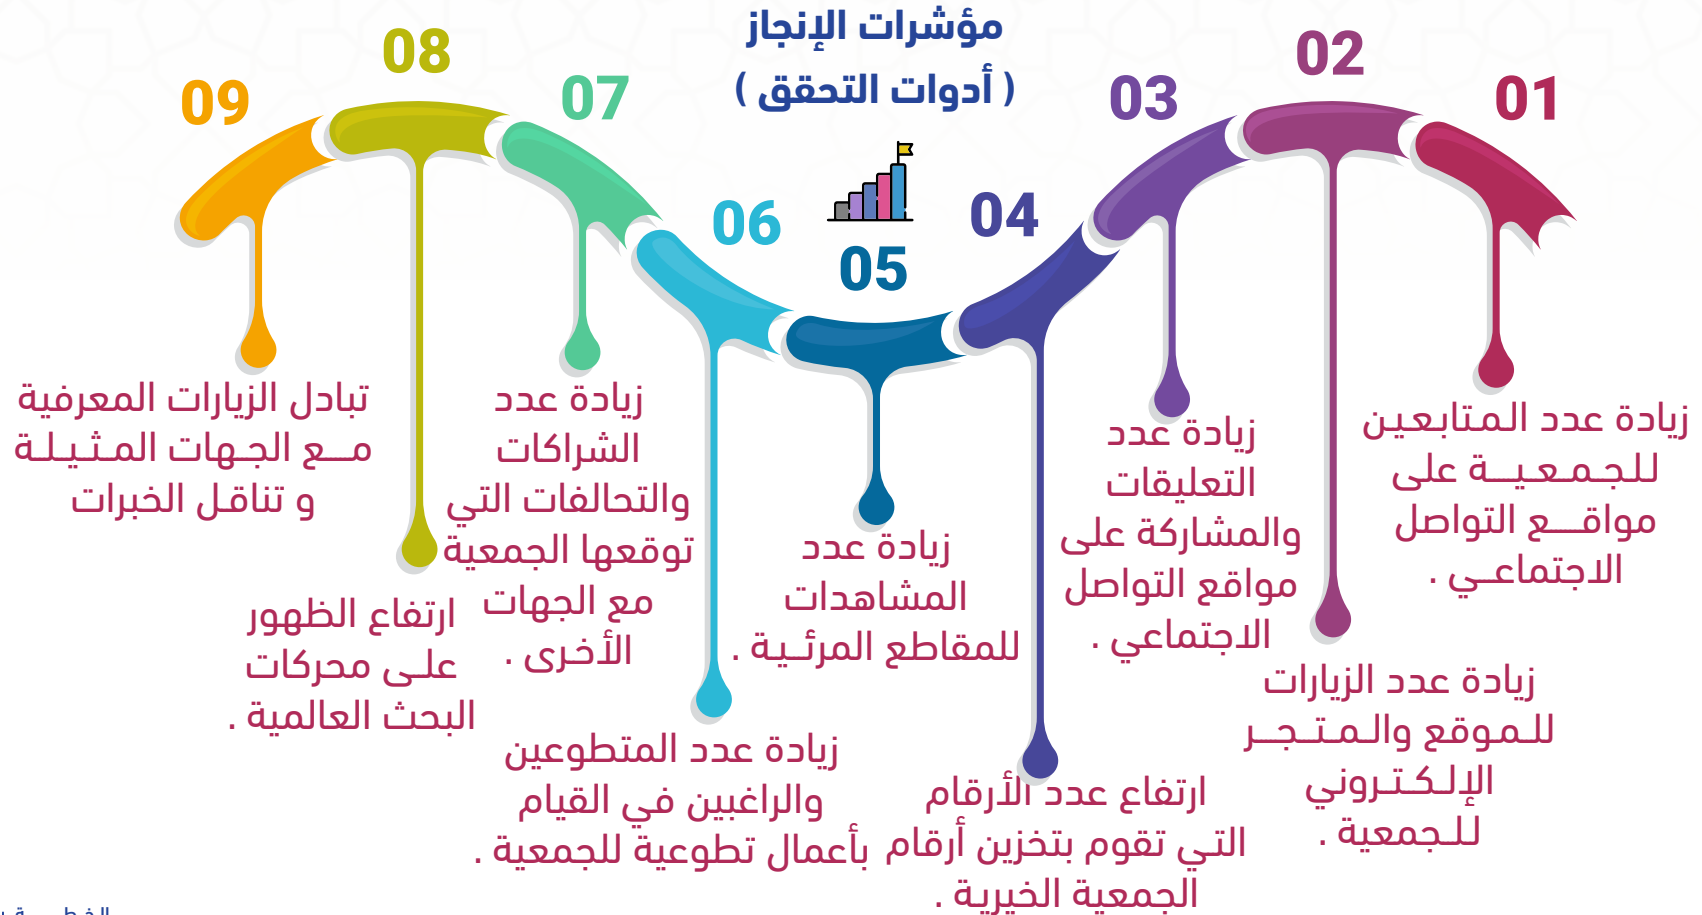 مؤشرات الإنجاز
( أدوات التحقق )
01
زيادة عدد المتابعين
للجمعية على
مواقع التواصل
الاجتماعي .
02
زيادة عدد الزيارات
للموقع والمتجر
الإلكتروني
للجمعية .
03
زيادة عدد
التعليقات
والمشاركة على
مواقع التواصل
الاجتماعي .
04
ارتفاع عدد الأرقام
التي تقوم بتخزين أرقام
الجمعية الخيرية .
05
زيادة عدد
المشاهدات
للمقاطع المرئية .
06
زيادة عدد المتطوعين
والراغبين في القيام
بأعمال تطوعية للجمعية .
07
زيادة عدد
الشراكات
والتحالفات التي
توقعها الجمعية
مع الجهات
الأخرى .
08
ارتفاع الظهور
على محركات
البحث العالمية .
09
تبادل الزيارات المعرفية
مع الجهات المثيلة
و تناقل الخبرات